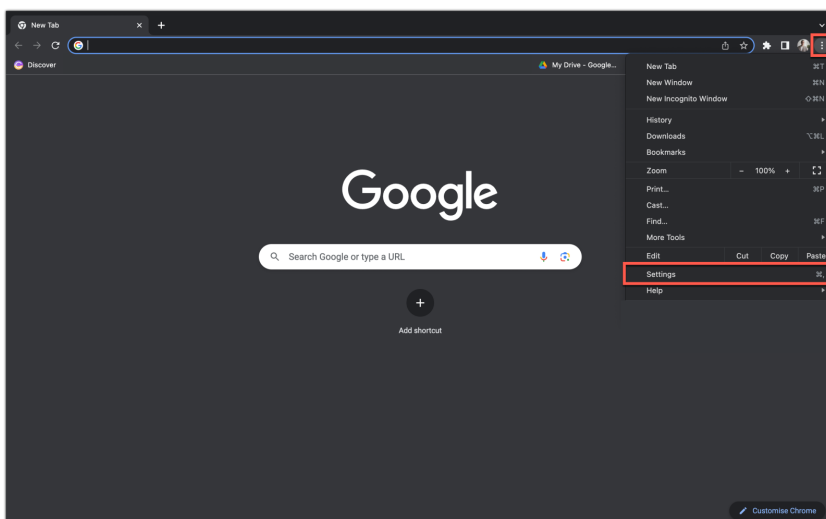 New Tab
Discover
My Drive - Google...
New Tab ⌘T
New Window ⌘N
New Incognito Window ⇧⌘N
History
Downloads ⌥⌘L
Bookmarks
Zoom − 100% +
Print... ⌘P
Cast...
Find... ⌘F
More Tools
Edit Cut Copy Paste
Settings ⌘,
Help
Google
Search Google or type a URL
Add shortcut
Customise Chrome